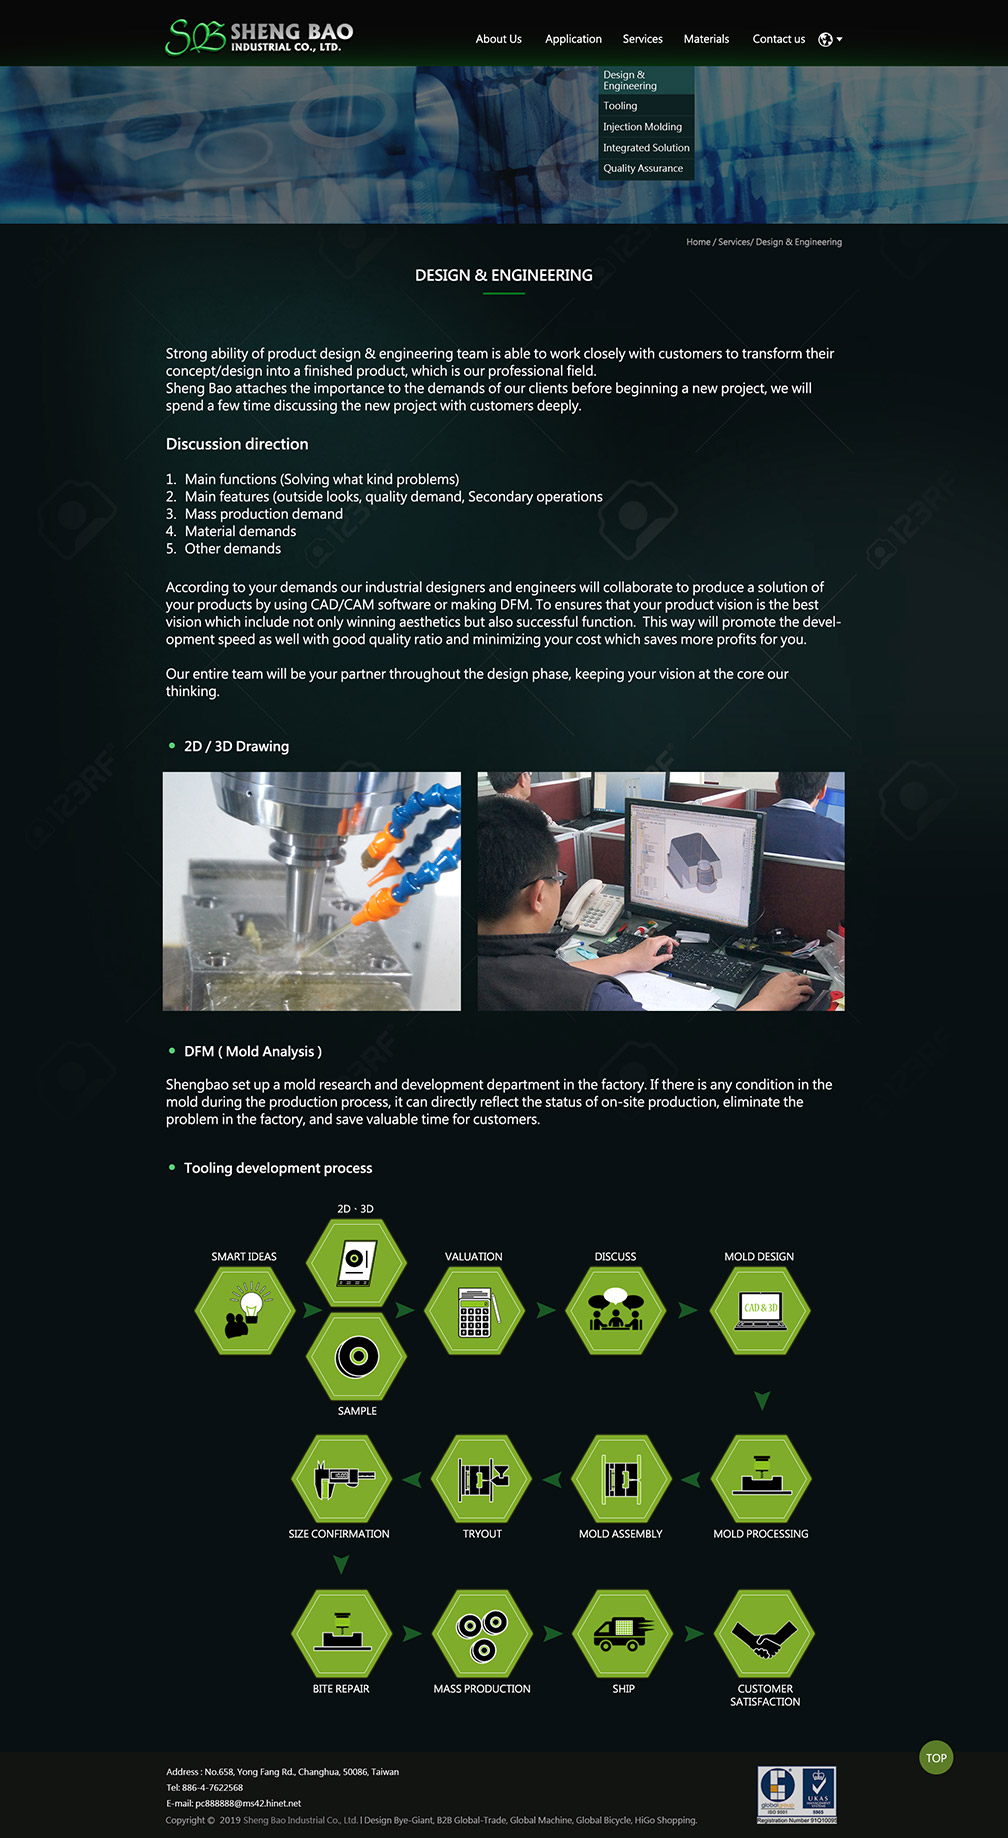 SB SHENG BAO
INDUSTRIAL CO., LTD.
About Us Application Services Materials Contact us
Design &
Engineering
Tooling
Injection Molding
Integrated Solution
Quality Assurance
Home / Services/ Design & Engineering
DESIGN & ENGINEERING
Strong ability of product design & engineering team is able to work closely with customers to transform their
concept/design into a finished product, which is our professional field.
Sheng Bao attaches the importance to the demands of our clients before beginning a new project, we will
spend a few time discussing the new project with customers deeply.
Discussion direction
1. Main functions (Solving what kind problems)
2. Main features (outside looks, quality demand, Secondary operations
3. Mass production demand
4. Material demands
5. Other demands
According to your demands our industrial designers and engineers will collaborate to produce a solution of
your products by using CAD/CAM software or making DFM. To ensures that your product vision is the best
vision which include not only winning aesthetics but also successful function. This way will promote the devel-
opment speed as well with good quality ratio and minimizing your cost which saves more profits for you.
Our entire team will be your partner throughout the design phase, keeping your vision at the core our
thinking.
• 2D / 3D Drawing
• DFM ( Mold Analysis )
Shengbao set up a mold research and development department in the factory. If there is any condition in the
mold during the production process, it can directly reflect the status of on-site production, eliminate the
problem in the factory, and save valuable time for customers.
• Tooling development process
2D、3D
SMART IDEAS
VALUATION
DISCUSS
MOLD DESIGN
CAD & 3D
SAMPLE
SIZE CONFIRMATION
TRYOUT
MOLD ASSEMBLY
MOLD PROCESSING
BITE REPAIR
MASS PRODUCTION
SHIP
CUSTOMER
SATISFACTION
TOP
Address : No.658, Yong Fang Rd., Changhua, 50086, Taiwan
Tel: 886-4-7622568
E-mail: pc888888@ms42.hinet.net
Copyright © 2019 Sheng Bao Industrial Co., Ltd. | Design Bye-Giant, B2B Global-Trade, Global Machine, Global Bicycle, HiGo Shopping.
globalgroup
ISO 9001
UKAS
MANAGEMENT
SYSTEMS
Registration Number
123RF
123RF
123RF
123RF
123RF
123RF
123RF